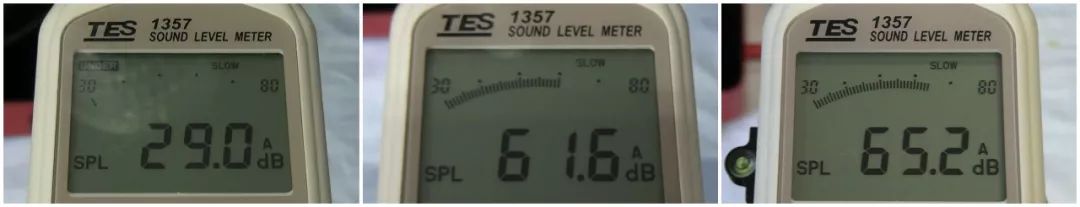 TES 1357
SOUND LEVEL METER
UNDER SLOW
30 80
SPL 29.0 A dB
TES 1357
SOUND LEVEL METER
SLOW
30 80
SPL 61.6 A dB
TES 1357
SOUND LEVEL METER
SLOW
30 80
SPL 65.2 A dB